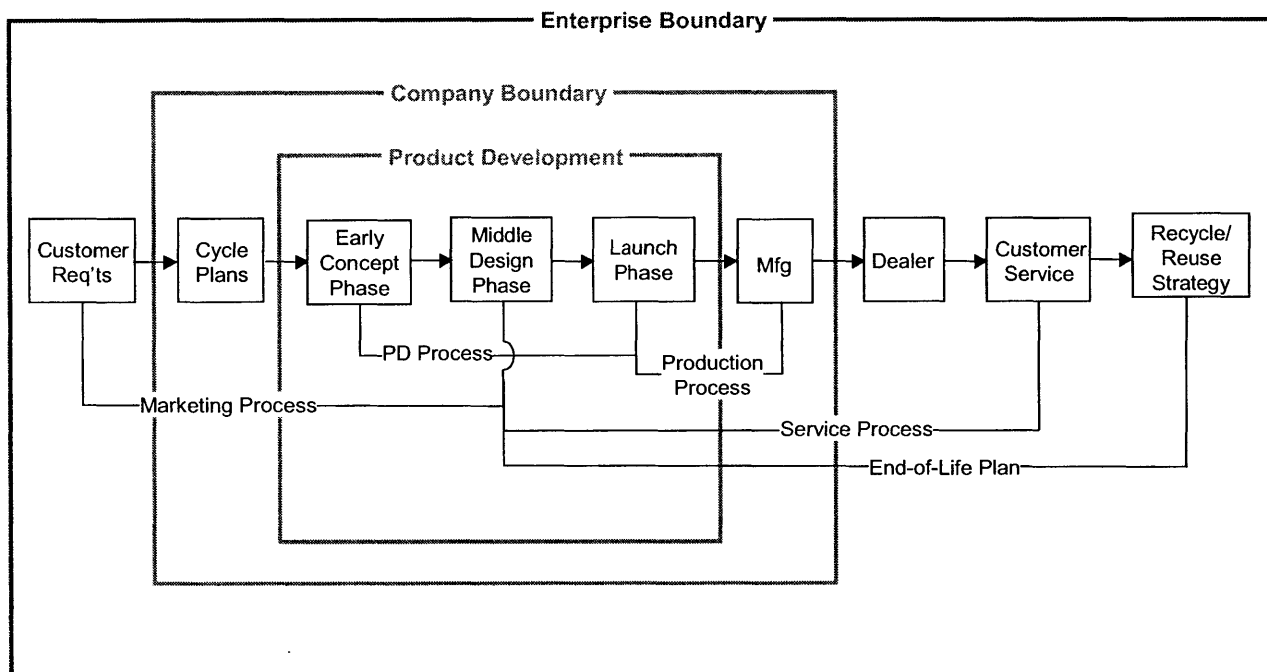 Enterprise Boundary
Company Boundary
Product Development
Customer
Req'ts
Cycle
Plans
Early
Concept
Phase
Middle
Design
Phase
Launch
Phase
Mfg
Dealer
Customer
Service
Recycle/
Reuse
Strategy
PD Process
Production
Process
Marketing Process
Service Process
End-of-Life Plan